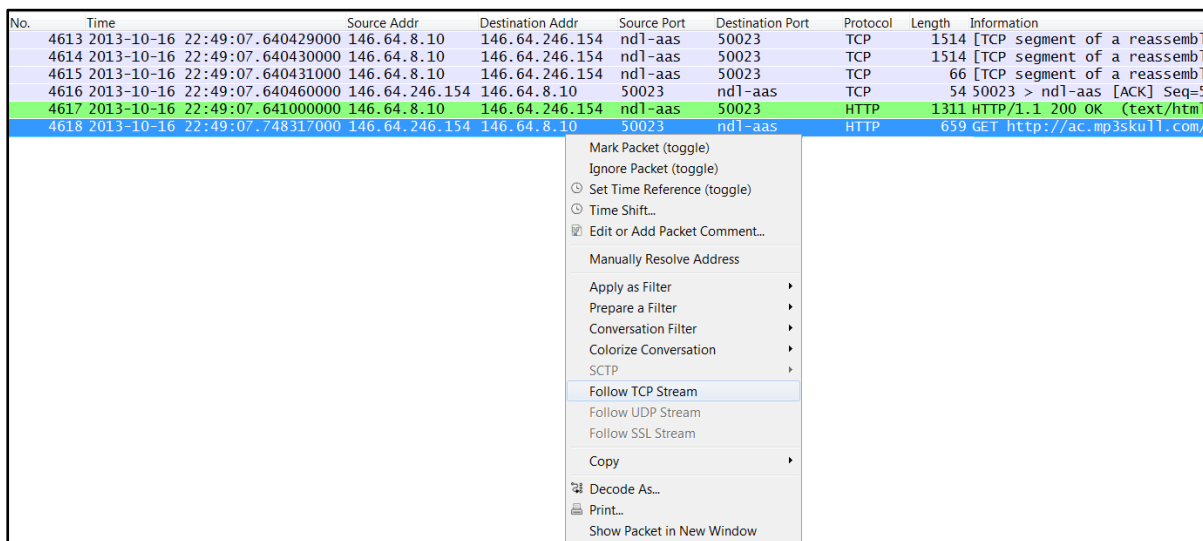 No. Time Source Addr Destination Addr Source Port Destination Port Protocol Length Information
4613 2013-10-16 22:49:07.640429000 146.64.8.10 146.64.246.154 ndl-aas 50023 TCP 1514 [TCP segment of a reassembl
4614 2013-10-16 22:49:07.640430000 146.64.8.10 146.64.246.154 ndl-aas 50023 TCP 1514 [TCP segment of a reassembl
4615 2013-10-16 22:49:07.640431000 146.64.8.10 146.64.246.154 ndl-aas 50023 TCP 66 [TCP segment of a reassembl
4616 2013-10-16 22:49:07.640460000 146.64.246.154 146.64.8.10 50023 ndl-aas TCP 54 50023 > ndl-aas [ACK] Seq=5
4617 2013-10-16 22:49:07.641000000 146.64.8.10 146.64.246.154 ndl-aas 50023 HTTP 1311 HTTP/1.1 200 OK (text/html
4618 2013-10-16 22:49:07.748317000 146.64.246.154 146.64.8.10 50023 ndl-aas HTTP 659 GET http://ac.mp3skull.com/
Mark Packet (toggle)
Ignore Packet (toggle)
Set Time Reference (toggle)
Time Shift...
Edit or Add Packet Comment...
Manually Resolve Address
Apply as Filter
Prepare a Filter
Conversation Filter
Colorize Conversation
SCTP
Follow TCP Stream
Follow UDP Stream
Follow SSL Stream
Copy
Decode As...
Print...
Show Packet in New Window